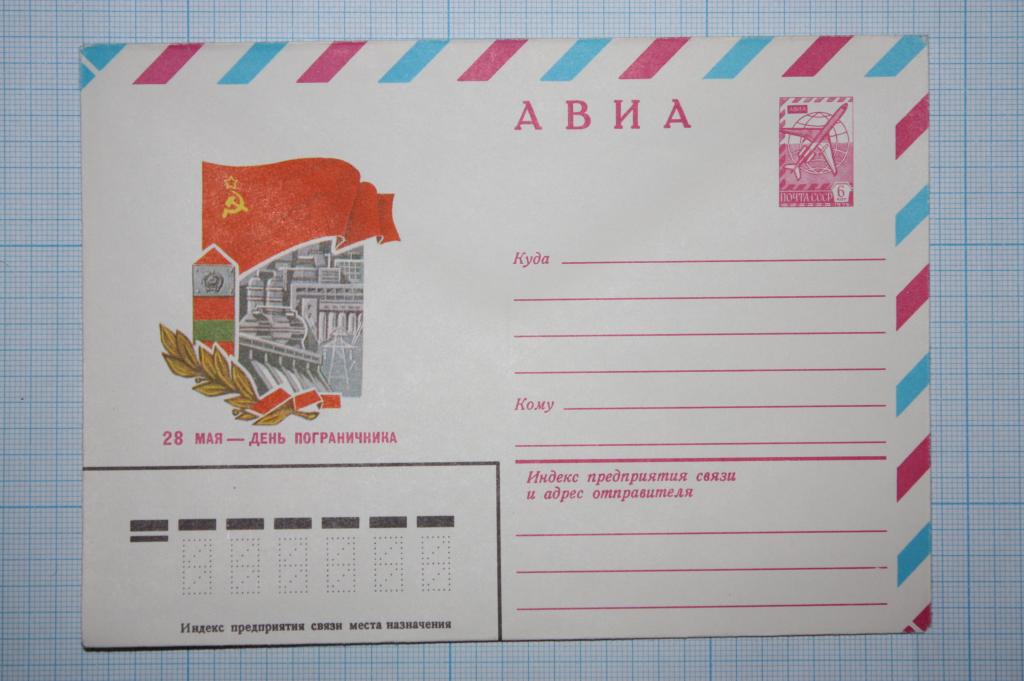 АВИА
АВИА
ПОЧТА СССР
6
Куда
28 МАЯ — ДЕНЬ ПОГРАНИЧНИКА
Кому
Индекс предприятия связи
и адрес отправителя
Индекс предприятия связи места назначения